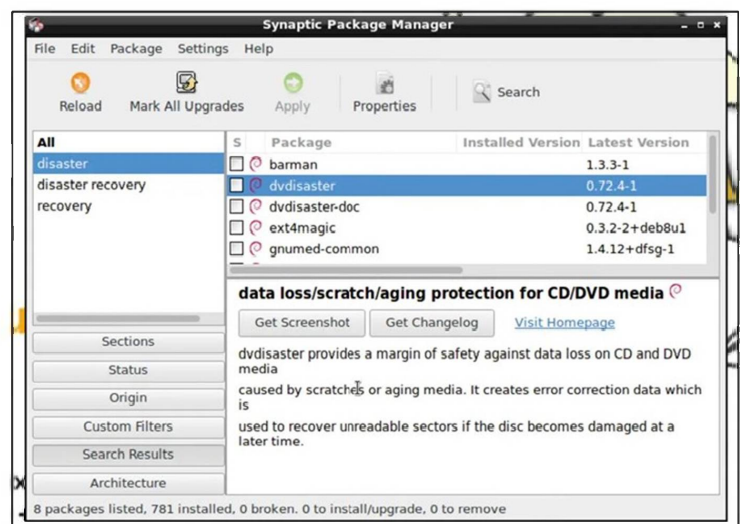 Synaptic Package Manager
File Edit Package Settings Help
Reload Mark All Upgrades Apply Properties Search
All
disaster
disaster recovery
recovery
S Package Installed Version Latest Version
barman 1.3.3-1
dvdisaster 0.72.4-1
dvdisaster-doc 0.72.4-1
ext4magic 0.3.2-2+deb8u1
gnumed-common 1.4.12+dfsg-1
data loss/scratch/aging protection for CD/DVD media
Get Screenshot Get Changelog Visit Homepage
dvdisaster provides a margin of safety against data loss on CD and DVD
media
caused by scratches or aging media. It creates error correction data which
is
used to recover unreadable sectors if the disc becomes damaged at a
later time.
Sections
Status
Origin
Custom Filters
Search Results
Architecture
8 packages listed, 781 installed, 0 broken. 0 to install/upgrade, 0 to remove